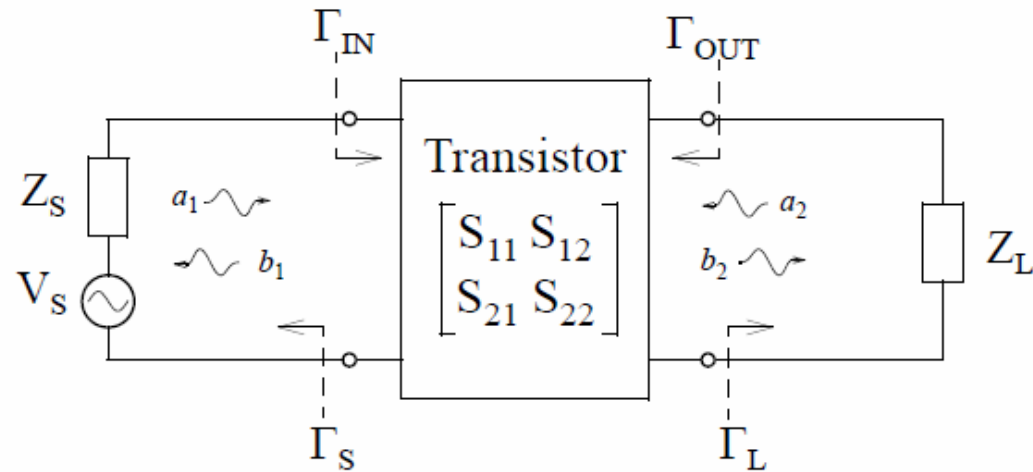 Γ_IN Γ_OUT
Transistor
Z_S a_1 S_11 S_12 a_2 Z_L
V_S b_1 S_21 S_22 b_2
Γ_S Γ_L